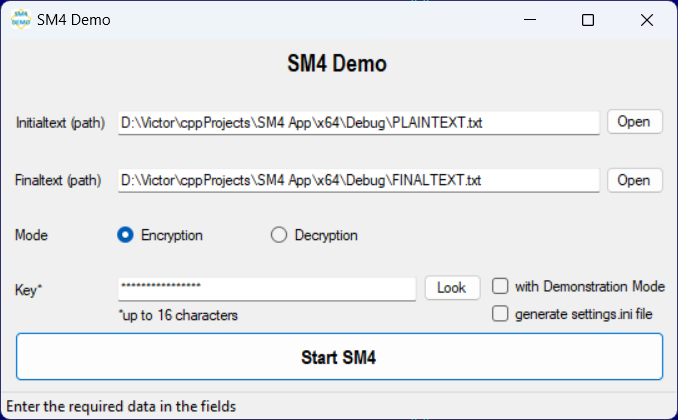 SM4 DEMO
SM4 Demo
SM4 Demo
Initialtext (path) D:\Victor\cppProjects\SM4 App\x64\Debug\PLAINTEXT.txt Open
Finaltext (path) D:\Victor\cppProjects\SM4 App\x64\Debug\FINALTEXT.txt Open
Mode Encryption Decryption
Key* **************** Look with Demonstration Mode
*up to 16 characters generate settings.ini file
Start SM4
Enter the required data in the fields